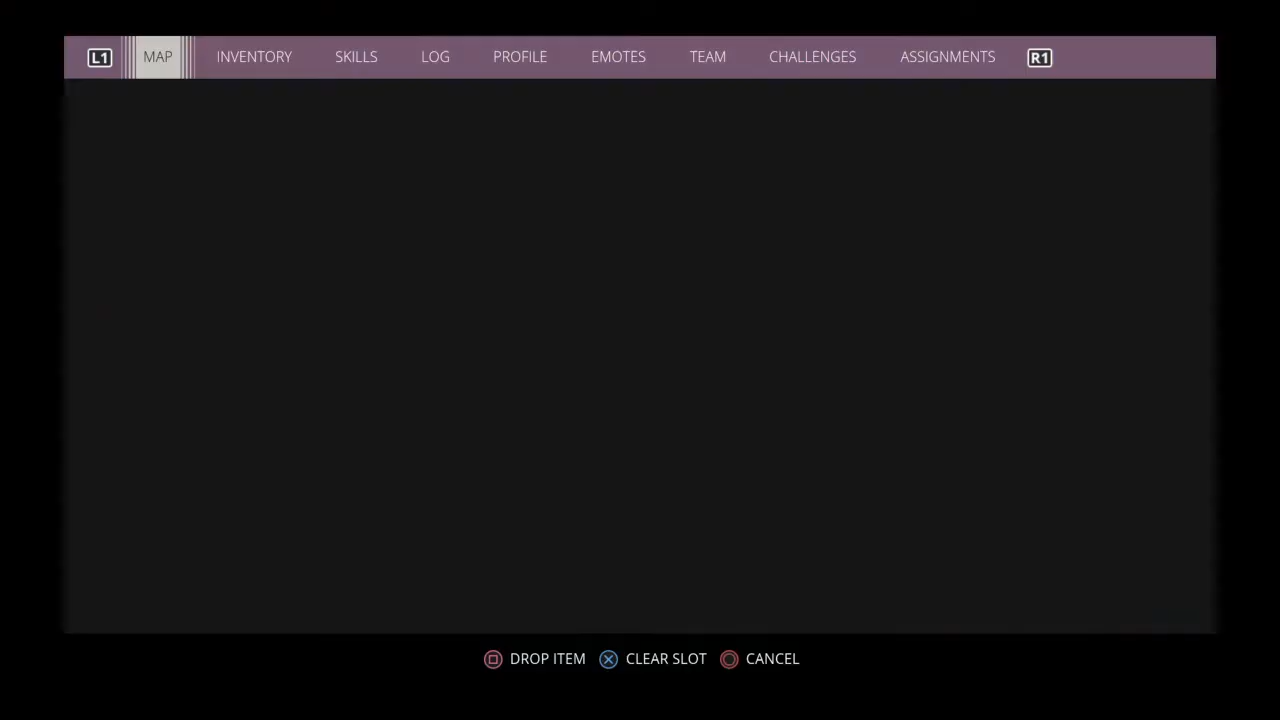 L1 MAP INVENTORY SKILLS LOG PROFILE EMOTES TEAM CHALLENGES ASSIGNMENTS R1
DROP ITEM CLEAR SLOT CANCEL